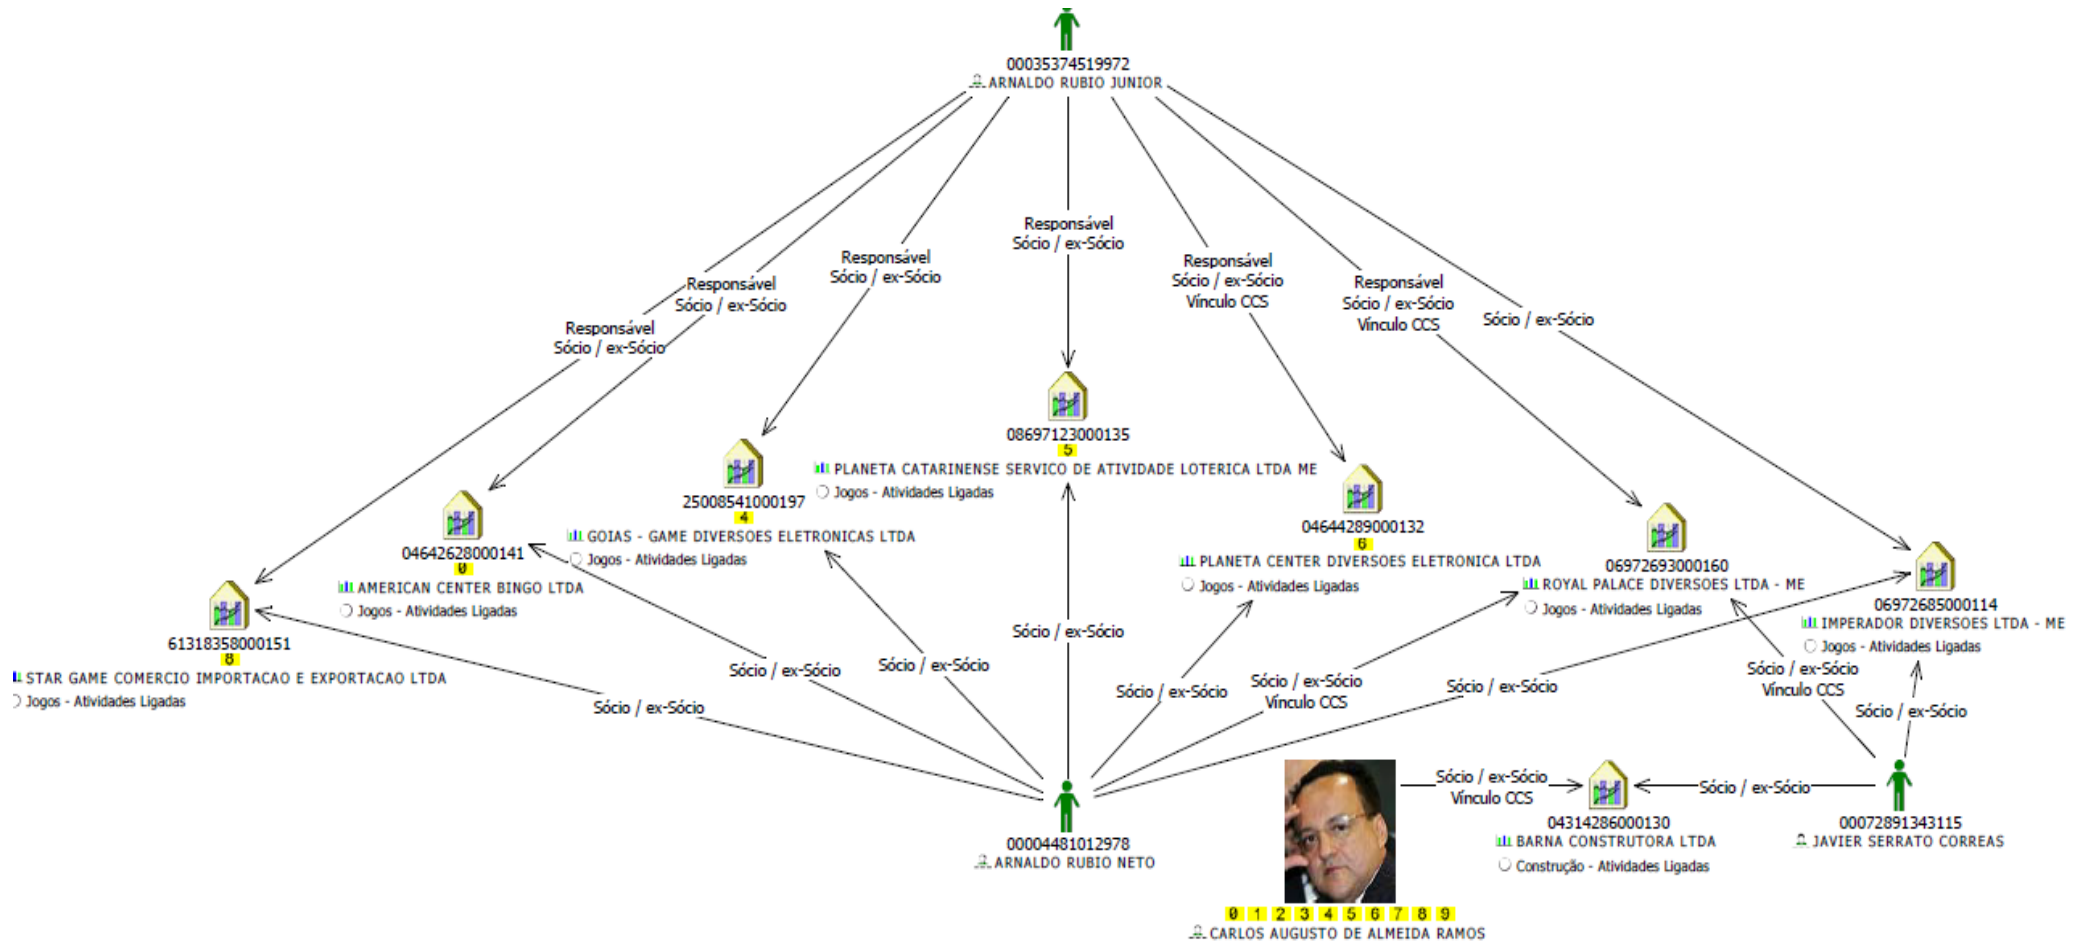 00035374519972
ARNALDO RUBIO JUNIOR
Responsável
Sócio / ex-Sócio
Responsável
Sócio / ex-Sócio
Responsável
Sócio / ex-Sócio
Responsável
Sócio / ex-Sócio
Responsável
Sócio / ex-Sócio
Vínculo CCS
Responsável
Sócio / ex-Sócio
Vínculo CCS
Sócio / ex-Sócio
61318358000151
8
STAR GAME COMERCIO IMPORTACAO E EXPORTACAO LTDA
Jogos - Atividades Ligadas
04642628000141
0
AMERICAN CENTER BINGO LTDA
Jogos - Atividades Ligadas
25008541000197
4
GOIAS - GAME DIVERSOES ELETRONICAS LTDA
Jogos - Atividades Ligadas
08697123000135
5
PLANETA CATARINENSE SERVICO DE ATIVIDADE LOTERICA LTDA ME
Jogos - Atividades Ligadas
04644289000132
6
PLANETA CENTER DIVERSOES ELETRONICA LTDA
Jogos - Atividades Ligadas
06972693000160
ROYAL PALACE DIVERSOES LTDA - ME
Jogos - Atividades Ligadas
06972685000114
IMPERADOR DIVERSOES LTDA - ME
Jogos - Atividades Ligadas
Sócio / ex-Sócio
Sócio / ex-Sócio
Sócio / ex-Sócio
Sócio / ex-Sócio
Sócio / ex-Sócio
Sócio / ex-Sócio
Vínculo CCS
Sócio / ex-Sócio
Sócio / ex-Sócio
Vínculo CCS
Sócio / ex-Sócio
00004481012978
ARNALDO RUBIO NETO
Sócio / ex-Sócio
Vínculo CCS
Sócio / ex-Sócio
04314286000130
BARNA CONSTRUTORA LTDA
Construção - Atividades Ligadas
00072891343115
JAVIER SERRATO CORREAS
0 1 2 3 4 5 6 7 8 9
CARLOS AUGUSTO DE ALMEIDA RAMOS